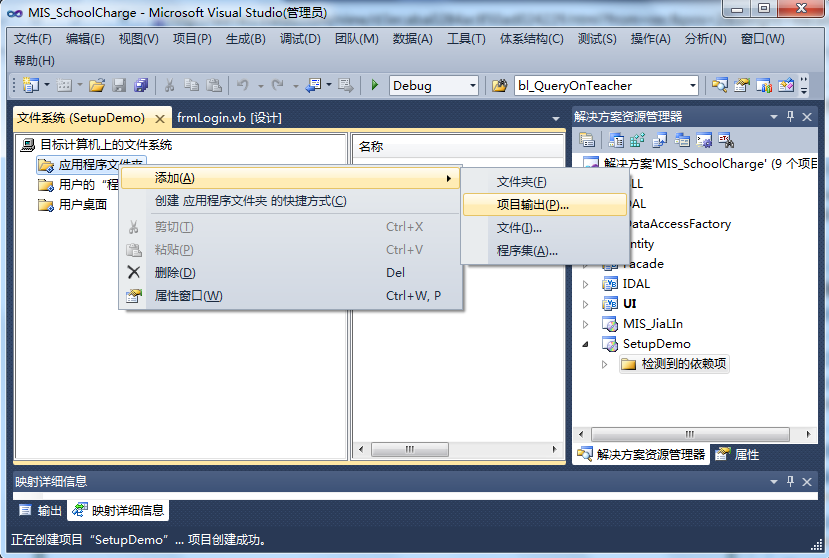 MIS_SchoolCharge - Microsoft Visual Studio(管理员)
文件(F) 编辑(E) 视图(V) 项目(P) 生成(B) 调试(D) 团队(M) 数据(A) 工具(T) 体系结构(C) 测试(S) 操作(A) 分析(N) 窗口(W)
帮助(H)
Debug bl_QueryOnTeacher
文件系统 (SetupDemo) frmLogin.vb [设计]
目标计算机上的文件系统
应用程序文件夹
用户的“程
用户桌面
名称
添加(A)
创建 应用程序文件夹 的快捷方式(C)
剪切(T) Ctrl+X
粘贴(P) Ctrl+V
删除(D) Del
属性窗口(W) Ctrl+W, P
文件夹(F)
项目输出(P)...
文件(I)...
程序集(A)...
解决方案资源管理器
解决方案'MIS_SchoolCharge' (9 个项目
LL
AL
DataAccessFactory
ntity
Facade
IDAL
UI
MIS_JiaLIn
SetupDemo
检测到的依赖项
解决方案资源管理器 属性
映射详细信息
输出 映射详细信息
正在创建项目“SetupDemo”... 项目创建成功。